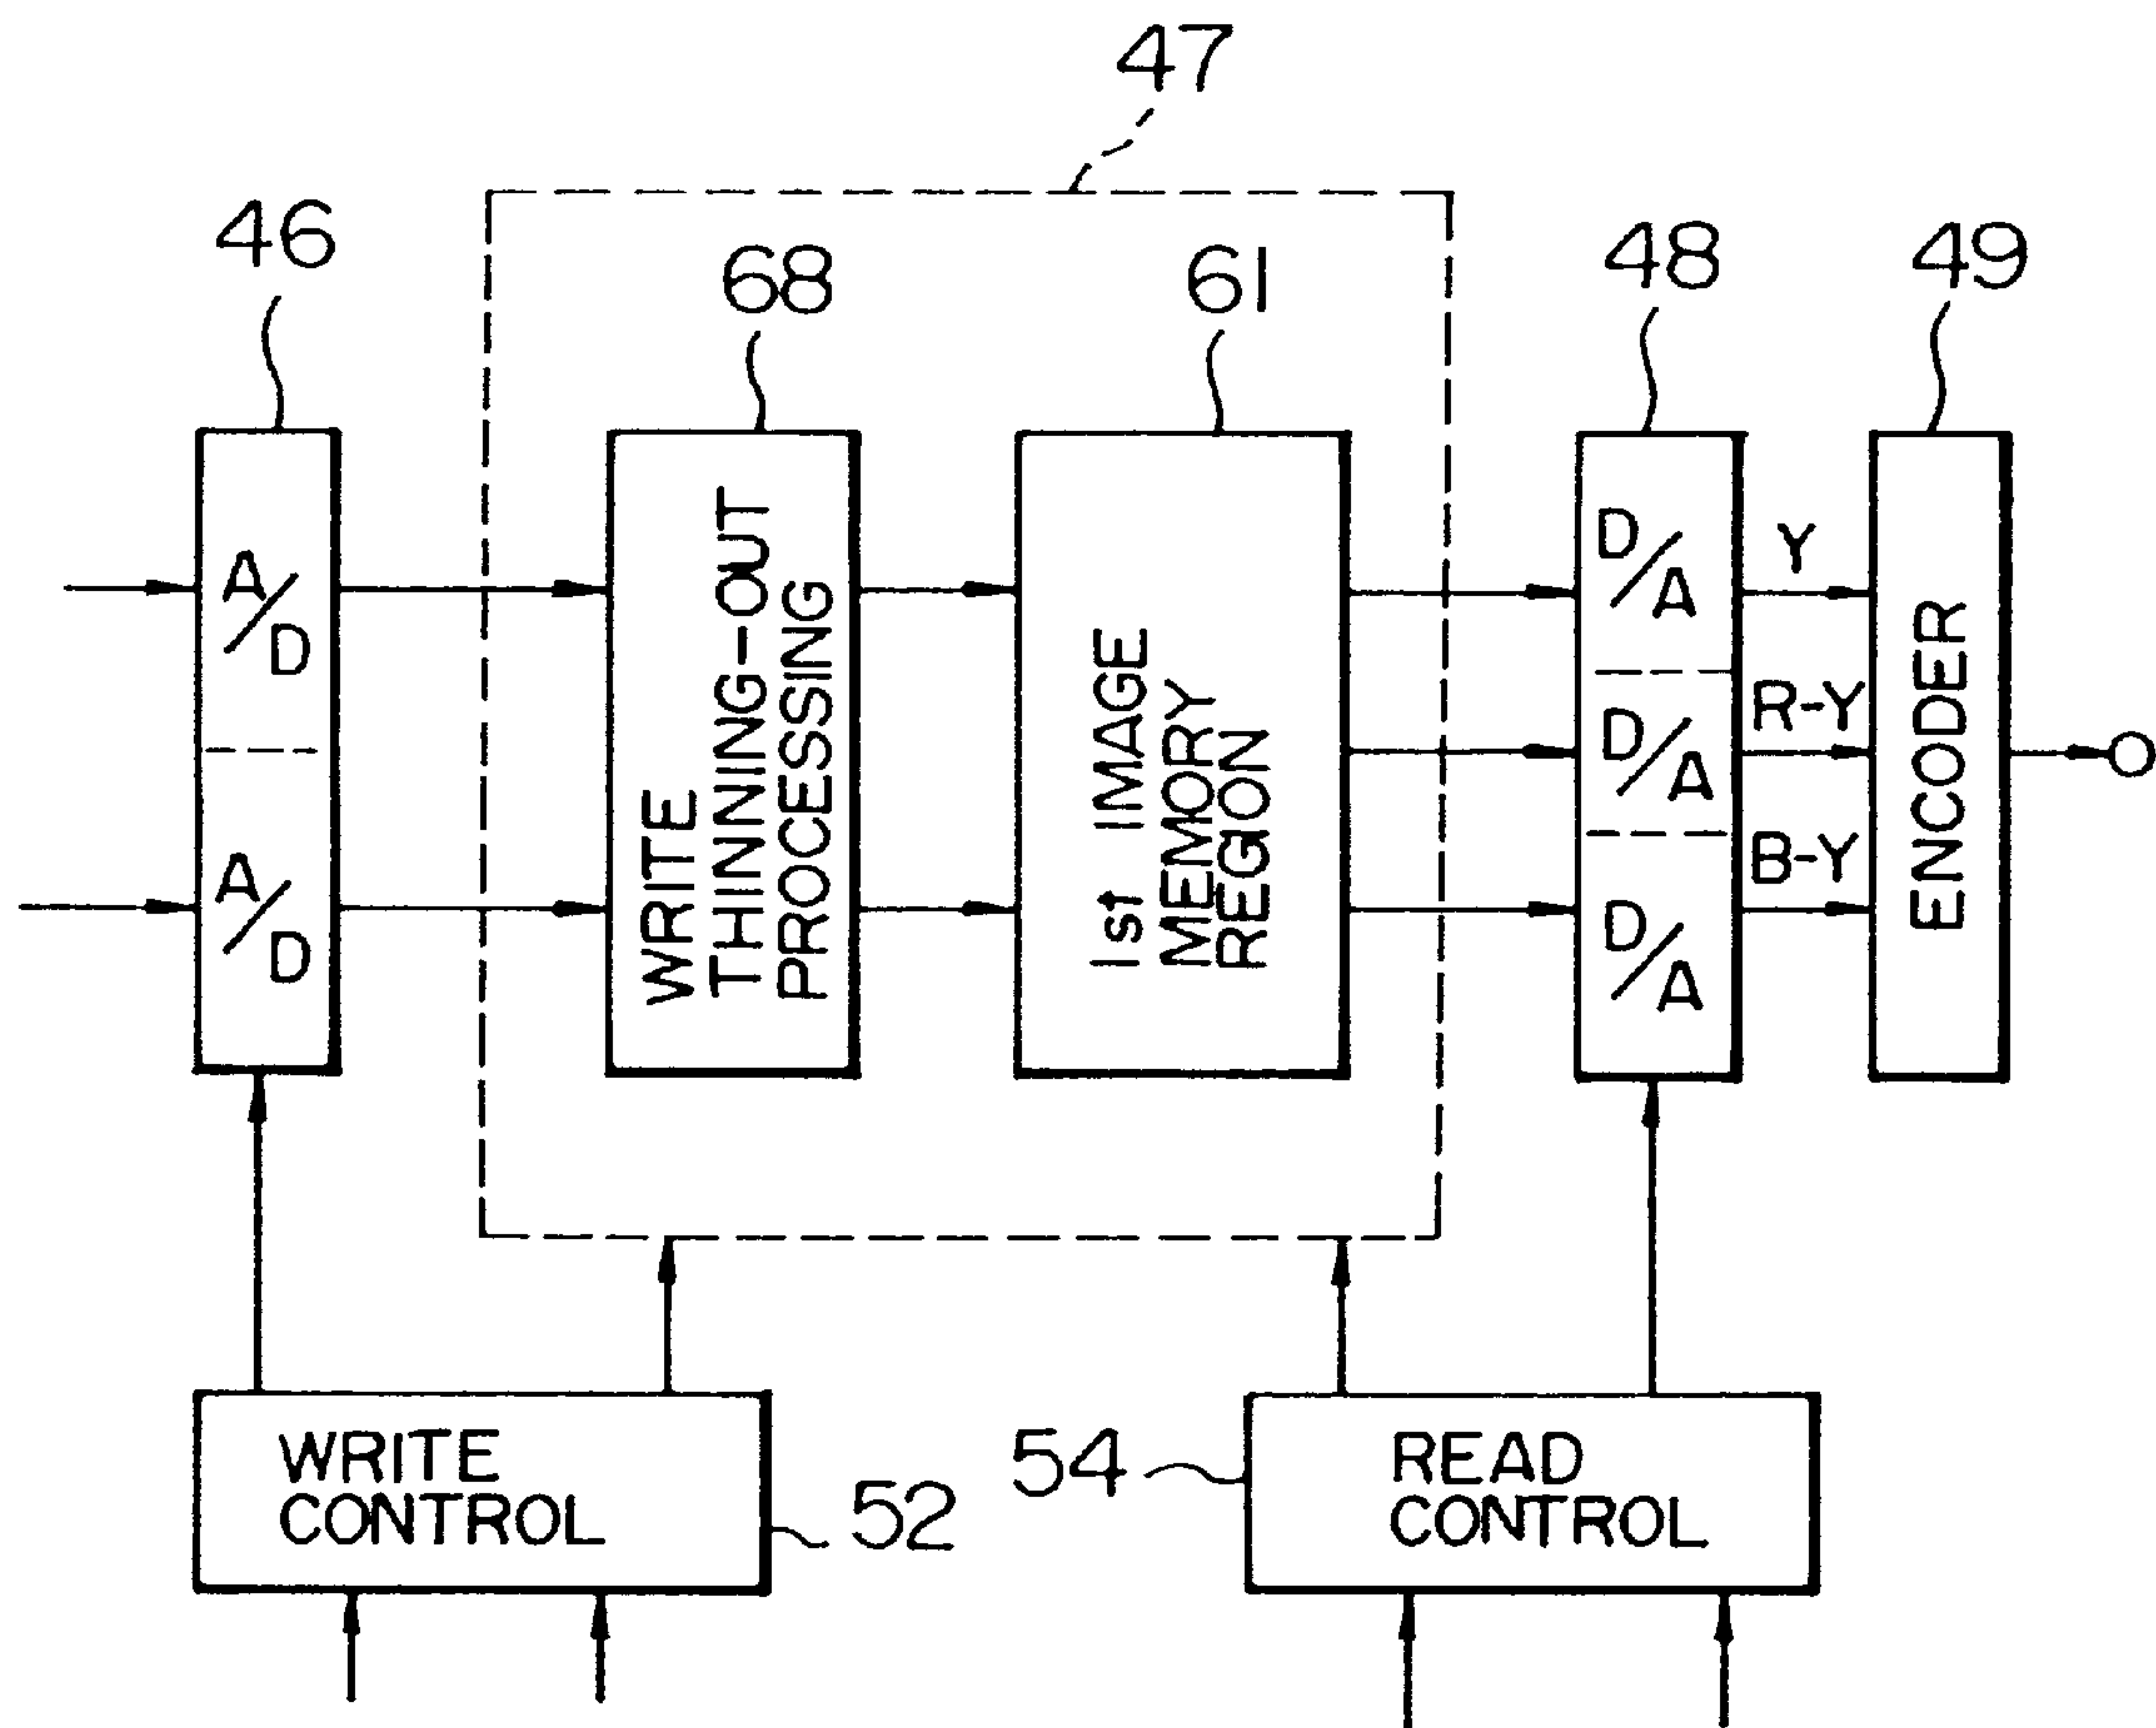 47
46
68
61
48
49
A/D
A/D
WRITE
THINNING-OUT
PROCESSING
1st IMAGE
MEMORY
REGION
D/A
D/A
D/A
Y
R-Y
B-Y
ENCODER
WRITE
CONTROL
52
54
READ
CONTROL